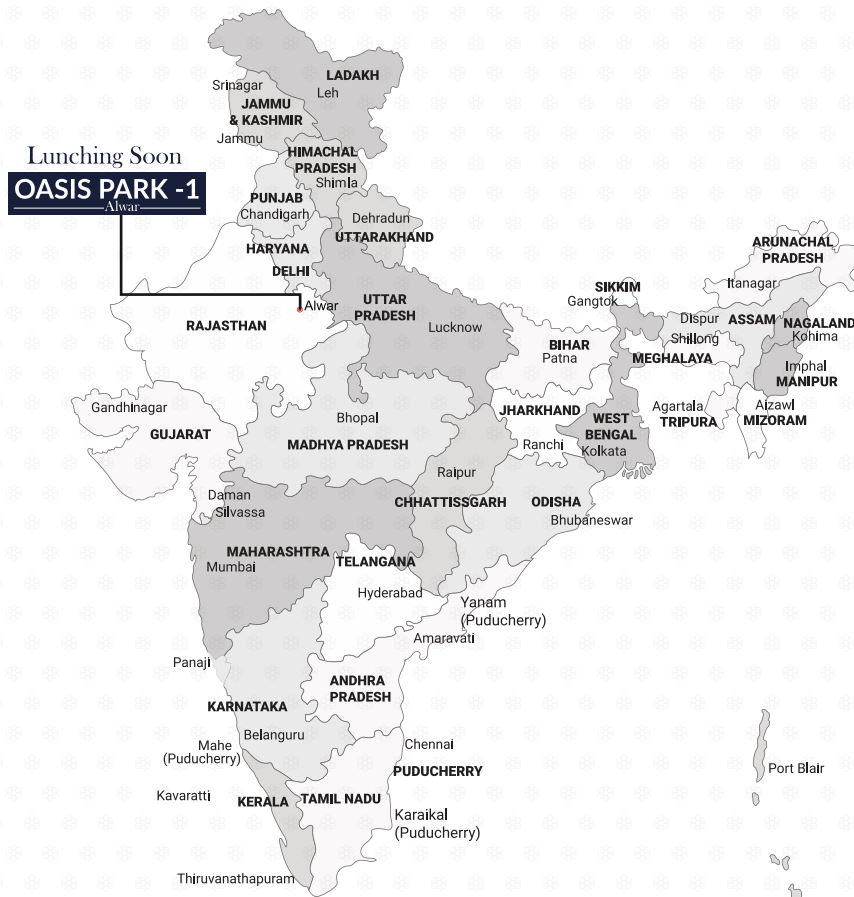 LADAKH
Srinagar
Leh
JAMMU
& KASHMIR
Jammu
Lunching Soon
OASIS PARK -1
Alwar
HIMACHAL
PRADESH
Shimla
PUNJAB
Chandigarh
Dehradun
UTTARAKHAND
HARYANA
DELHI
ARUNACHAL
PRADESH
Itanagar
SIKKIM
Gangtok
Alwar
UTTAR
PRADESH
Lucknow
RAJASTHAN
Dispur
ASSAM
NAGALAND
Kohima
Shillong
MEGHALAYA
BIHAR
Patna
Imphal
MANIPUR
Gandhinagar
GUJARAT
Bhopal
MADHYA PRADESH
JHARKHAND
Ranchi
WEST
BENGAL
Kolkata
Agartala
TRIPURA
Aizawl
MIZORAM
Raipur
CHHATTISSGARH
ODISHA
Bhubaneswar
Daman
Silvassa
MAHARASHTRA
Mumbai
TELANGANA
Hyderabad
Yanam
(Puducherry)
Amaravati
Panaji
ANDHRA
PRADESH
KARNATAKA
Belanguru
Mahe
(Puducherry)
Chennai
PUDUCHERRY
Port Blair
Kavaratti
KERALA
TAMIL NADU
Karaikal
(Puducherry)
Thiruvanathapuram